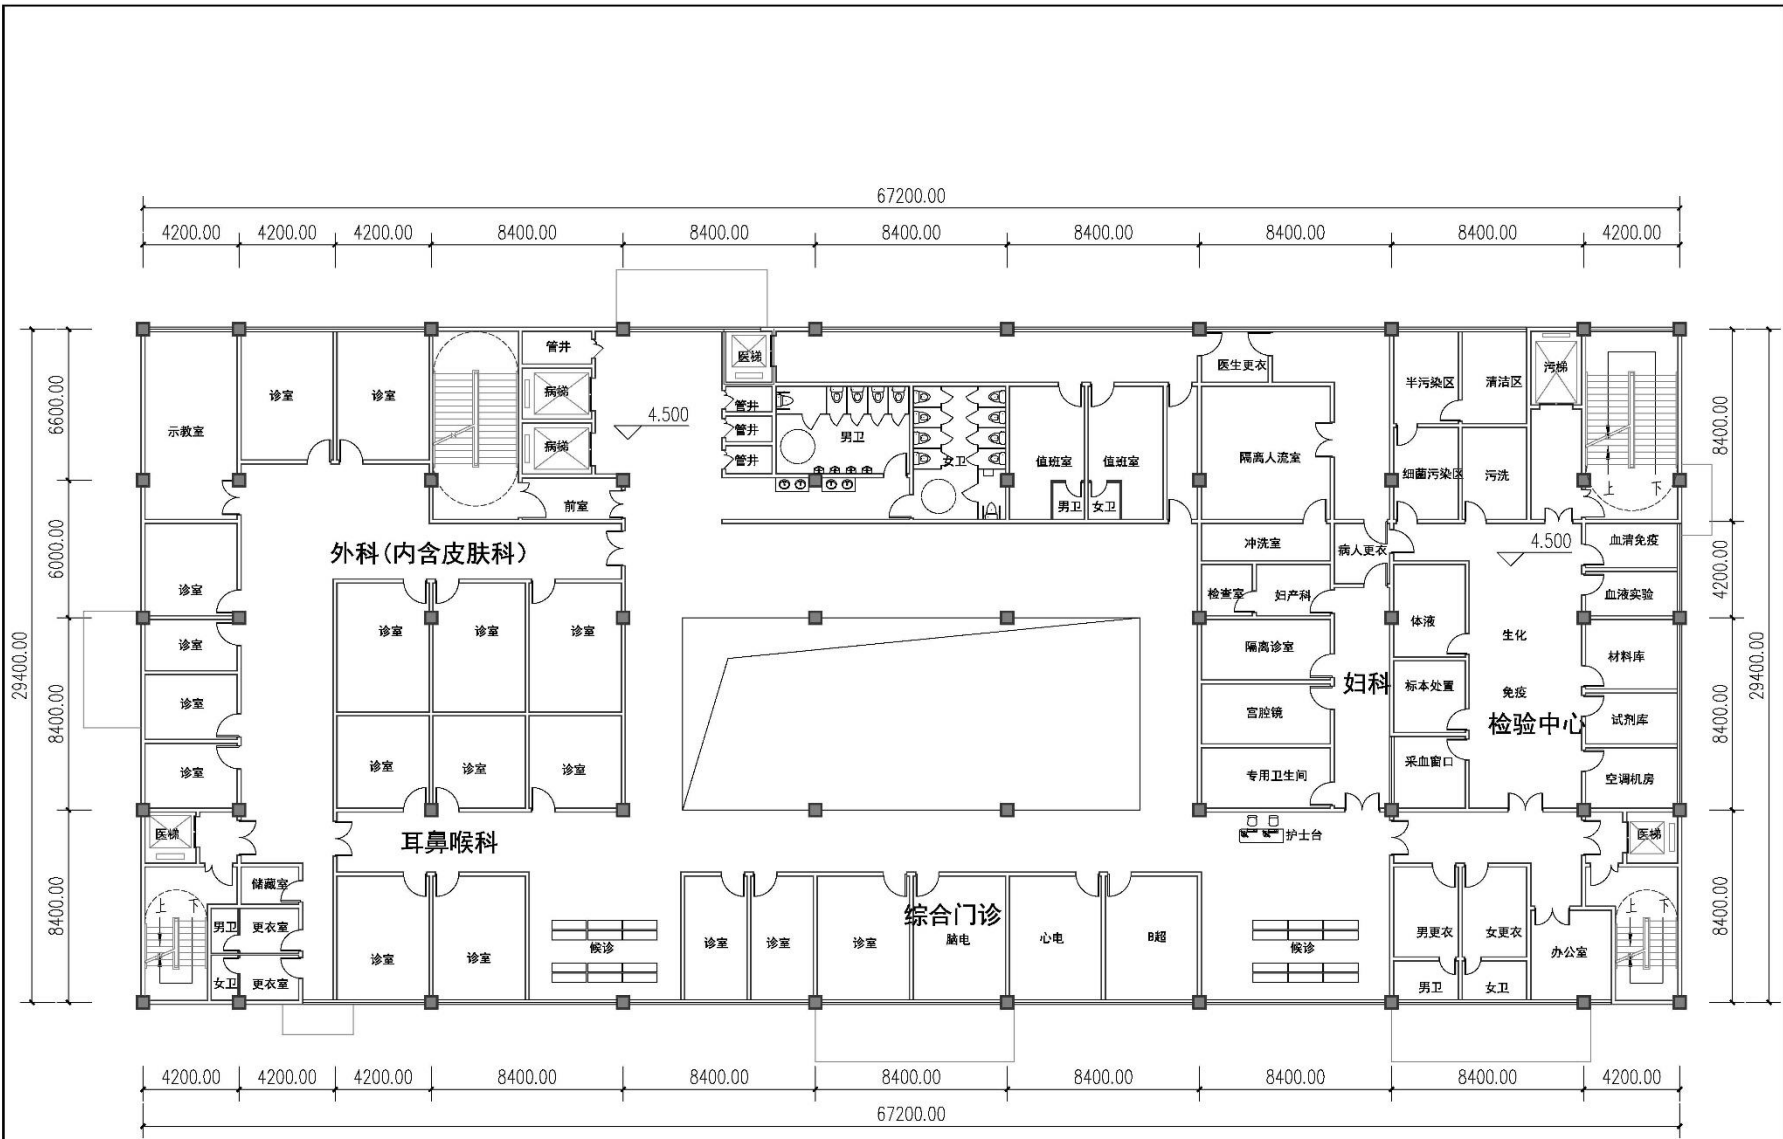 67200.00
4200.00 4200.00 4200.00 8400.00 8400.00 8400.00 8400.00 8400.00 8400.00 4200.00
29400.00
6600.00
6000.00
8400.00
8400.00
8400.00
4200.00
8400.00
8400.00
29400.00
管井
医梯
医生更衣
半污染区
清洁区
污梯
诊室
诊室
病梯
管井
4.500
示教室
病梯
管井
管井
男卫
女卫
值班室
值班室
隔离人流室
细菌污染区
污洗
上 下
前室
男卫
女卫
外科(内含皮肤科)
冲洗室
病人更衣
4.500
血清免疫
诊室
检查室
妇产科
血液实验
诊室
诊室
诊室
诊室
体液
生化
隔离诊室
材料库
妇科
诊室
宫腔镜
标本处置
免疫
检验中心
试剂库
诊室
诊室
诊室
诊室
专用卫生间
采血窗口
空调机房
医梯
耳鼻喉科
护士台
医梯
储藏室
上 下
男卫
更衣室
综合门诊
上 下
诊室
诊室
候诊
诊室
诊室
诊室
脑电
心电
B超
候诊
男更衣
女更衣
办公室
女卫
更衣室
男卫
女卫
4200.00 4200.00 4200.00 8400.00 8400.00 8400.00 8400.00 8400.00 8400.00 4200.00
67200.00